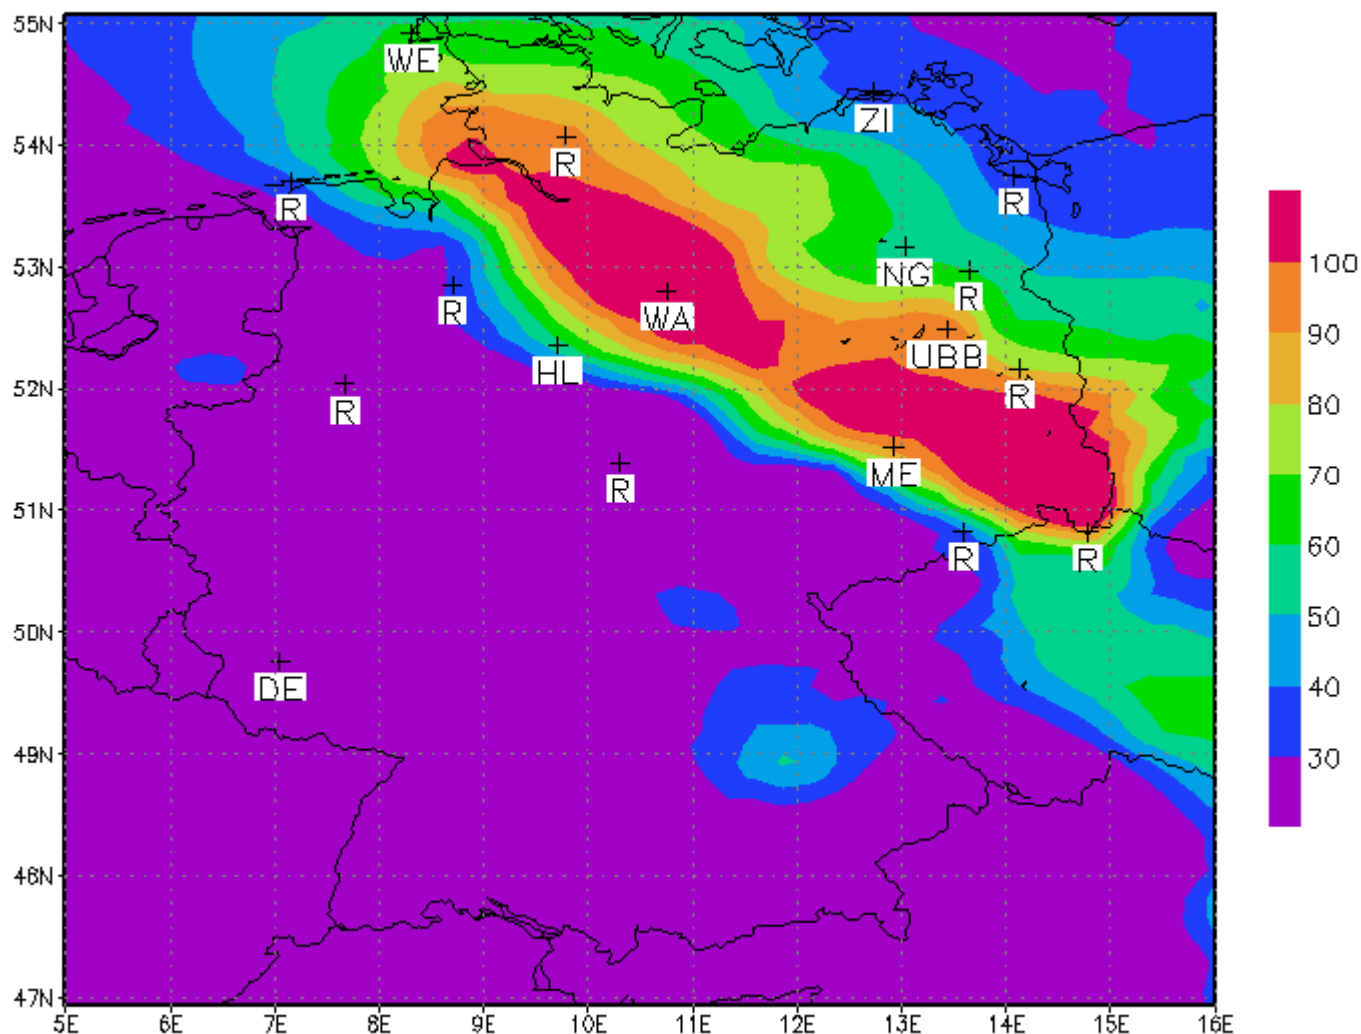 55N
WE
ZI
54N
R
R
R
53N
NG
R
R
WA
UBB
HL
52N
R
R
ME
R
51N
R
R
50N
DE
49N
48N
47N
5E 6E 7E 8E 9E 10E 11E 12E 13E 14E 15E 16E
100
90
80
70
60
50
40
30